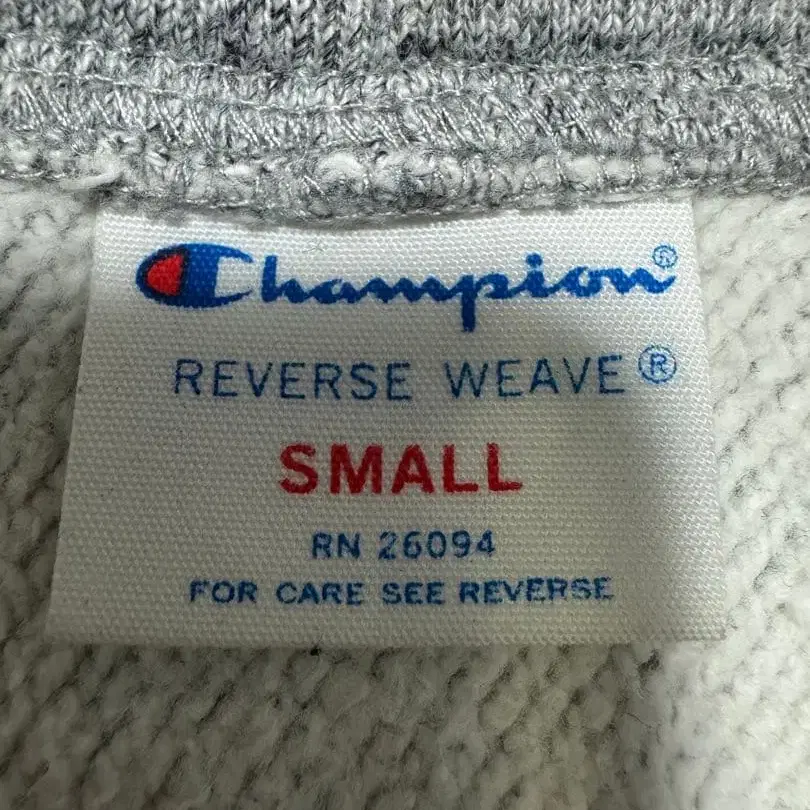 Champion®
REVERSE WEAVE®
SMALL
RN 26094
FOR CARE SEE REVERSE